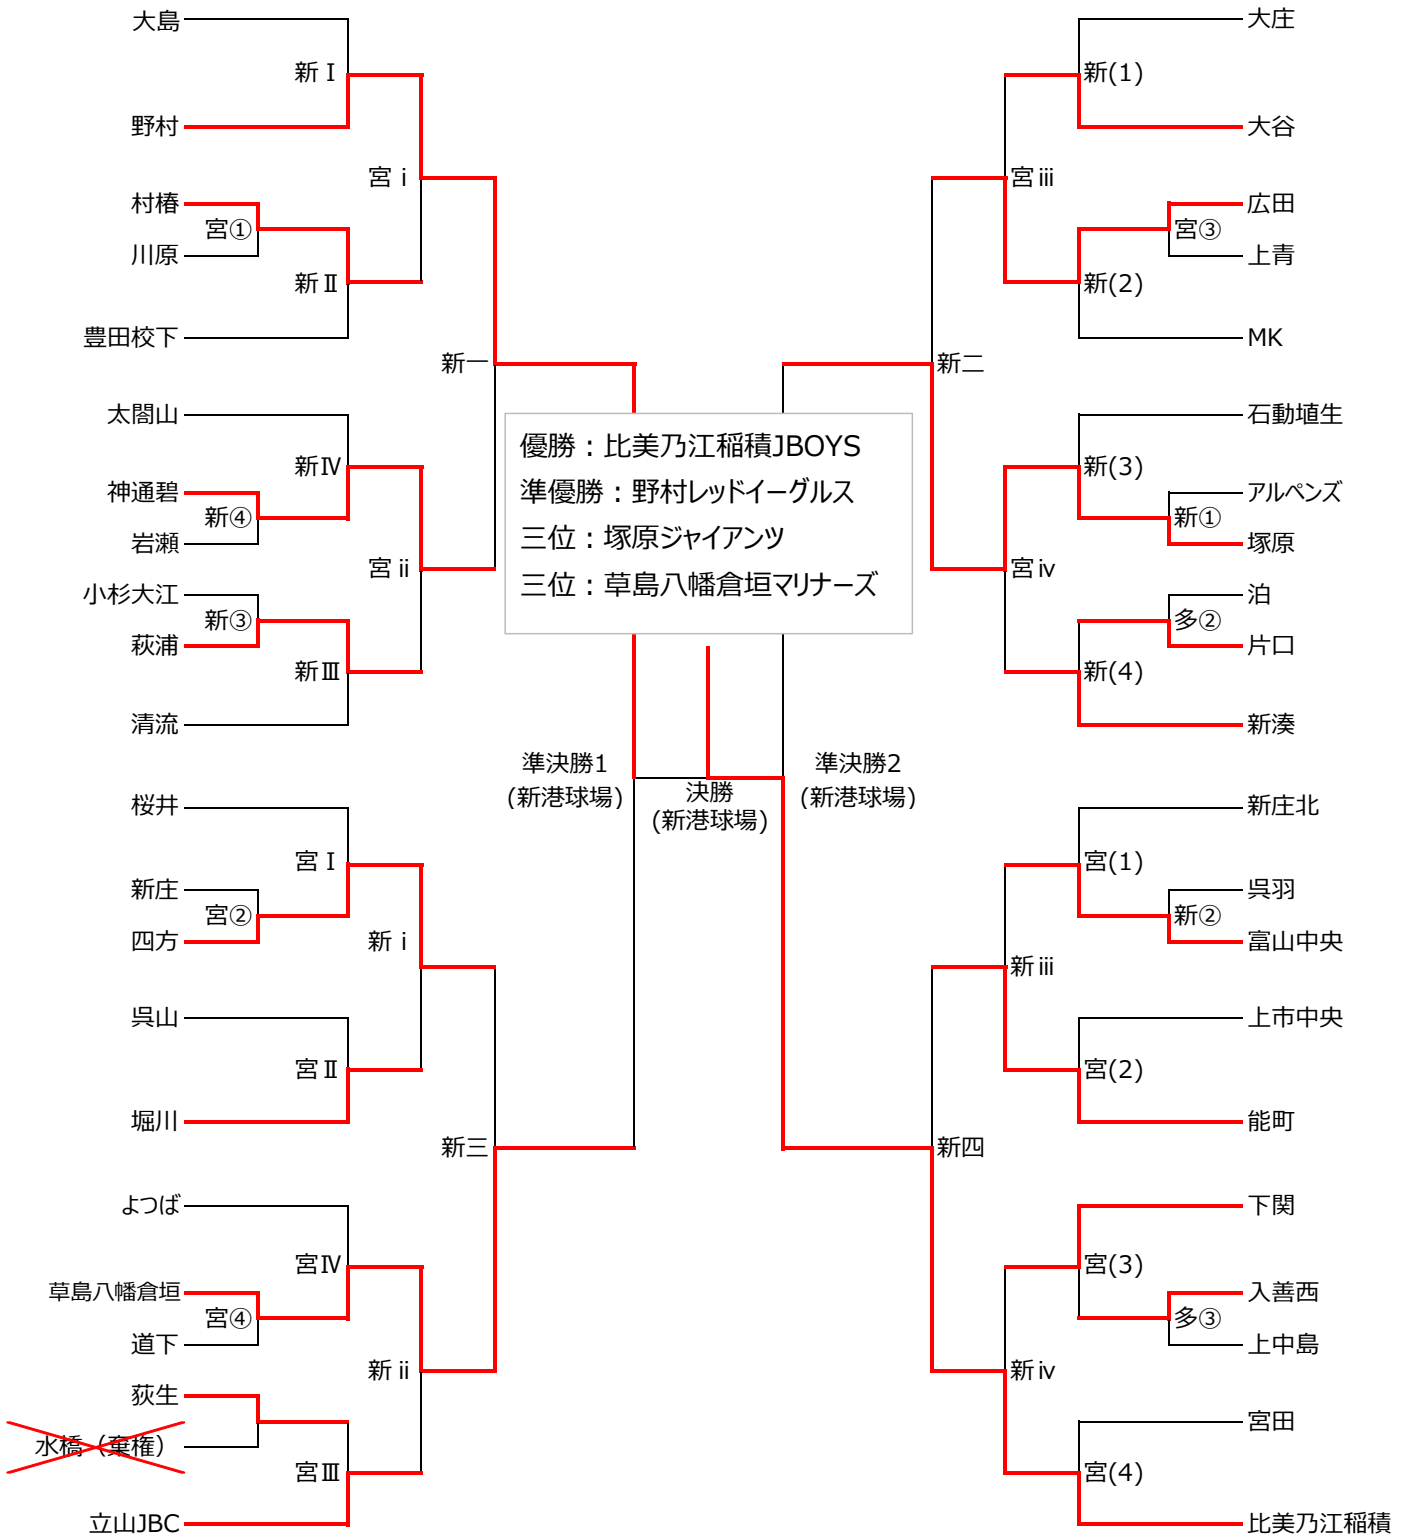 大島
新Ⅰ
野村
宮ⅰ
村椿
宮①
川原
新Ⅱ
豊田校下
新一
太閤山
新Ⅳ
神通碧
新④
岩瀬
宮ⅱ
小杉大江
新③
萩浦
新Ⅲ
清流
桜井
宮Ⅰ
新庄
宮②
四方
新ⅰ
呉山
宮Ⅱ
堀川
新三
よつば
宮Ⅳ
草島八幡倉垣
宮④
道下
新ⅱ
荻生
水橋（棄権）
宮Ⅲ
立山JBC
優勝：比美乃江稲積JBOYS
準優勝：野村レッドイーグルス
三位：塚原ジャイアンツ
三位：草島八幡倉垣マリナーズ
準決勝1
(新港球場)
決勝
(新港球場)
準決勝2
(新港球場)
大庄
新(1)
大谷
宮ⅲ
広田
宮③
上青
新(2)
MK
新二
石動埴生
新(3)
アルペンズ
新①
塚原
宮ⅳ
泊
多②
片口
新(4)
新湊
新庄北
宮(1)
呉羽
新②
富山中央
新ⅲ
上市中央
宮(2)
能町
新四
下関
宮(3)
入善西
多③
上中島
新ⅳ
宮田
宮(4)
比美乃江稲積